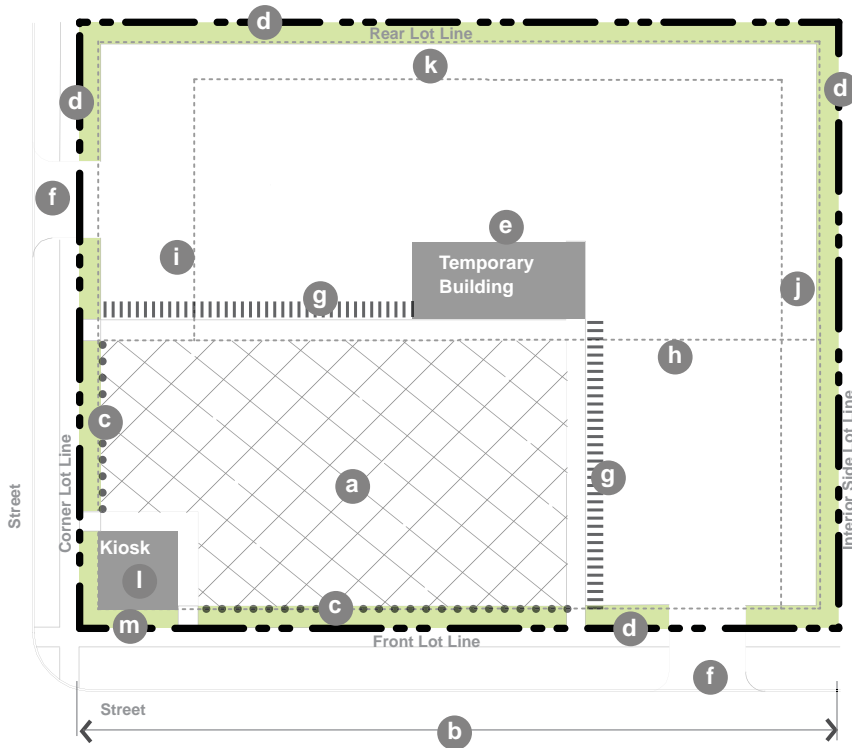 d
Rear Lot Line
k
d
d
f
e
Temporary
Building
i
g
j
h
c
a
g
Interior Side Lot Line
Corner Lot Line
Street
Kiosk
l
c
m
d
Front Lot Line
f
Street
b